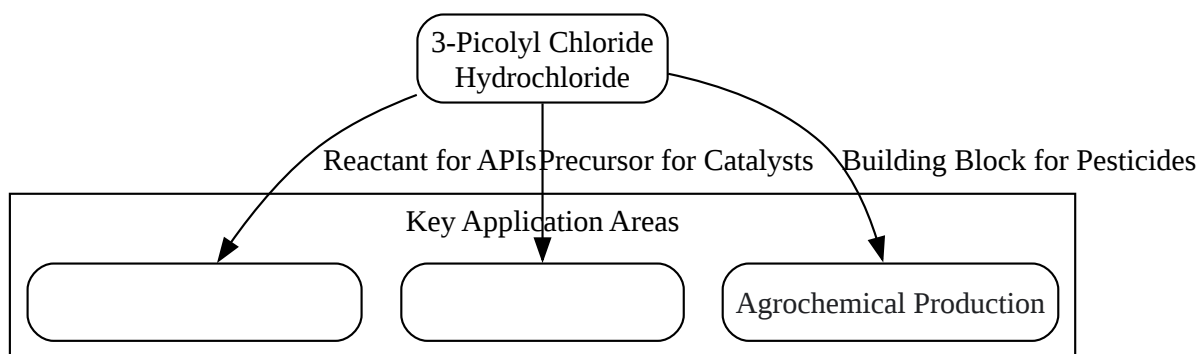 3-Picolyl Chloride
Hydrochloride
Reactant for APIs
Precursor for Catalysts
Building Block for Pesticides
Key Application Areas
Agrochemical Production